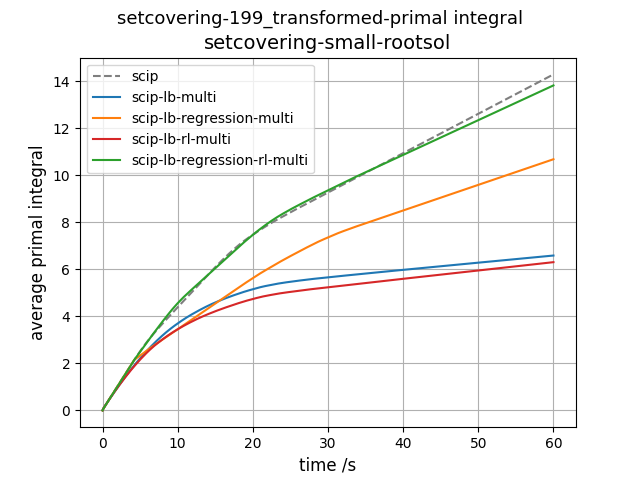 setcovering-199_transformed-primal integral
setcovering-small-rootsol
scip
scip-lb-multi
scip-lb-regression-multi
scip-lb-rl-multi
scip-lb-regression-rl-multi
average primal integral
14
12
10
8
6
4
2
0
0 10 20 30 40 50 60
time /s